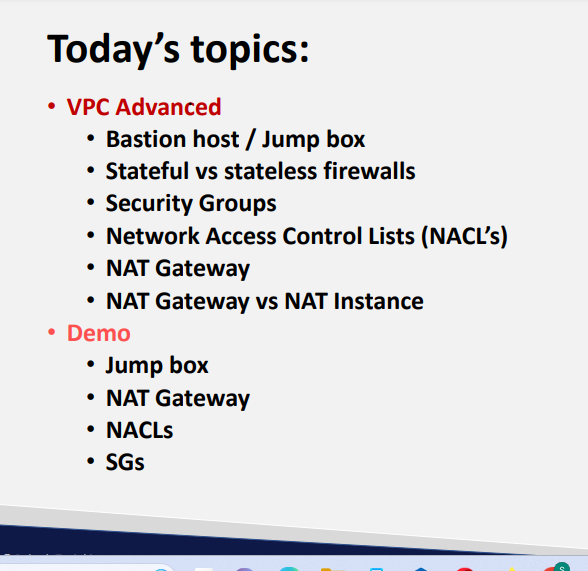 Today’s topics:
• VPC Advanced
• Bastion host / Jump box
• Stateful vs stateless firewalls
• Security Groups
• Network Access Control Lists (NACL’s)
• NAT Gateway
• NAT Gateway vs NAT Instance
• Demo
• Jump box
• NAT Gateway
• NACLs
• SGs
S